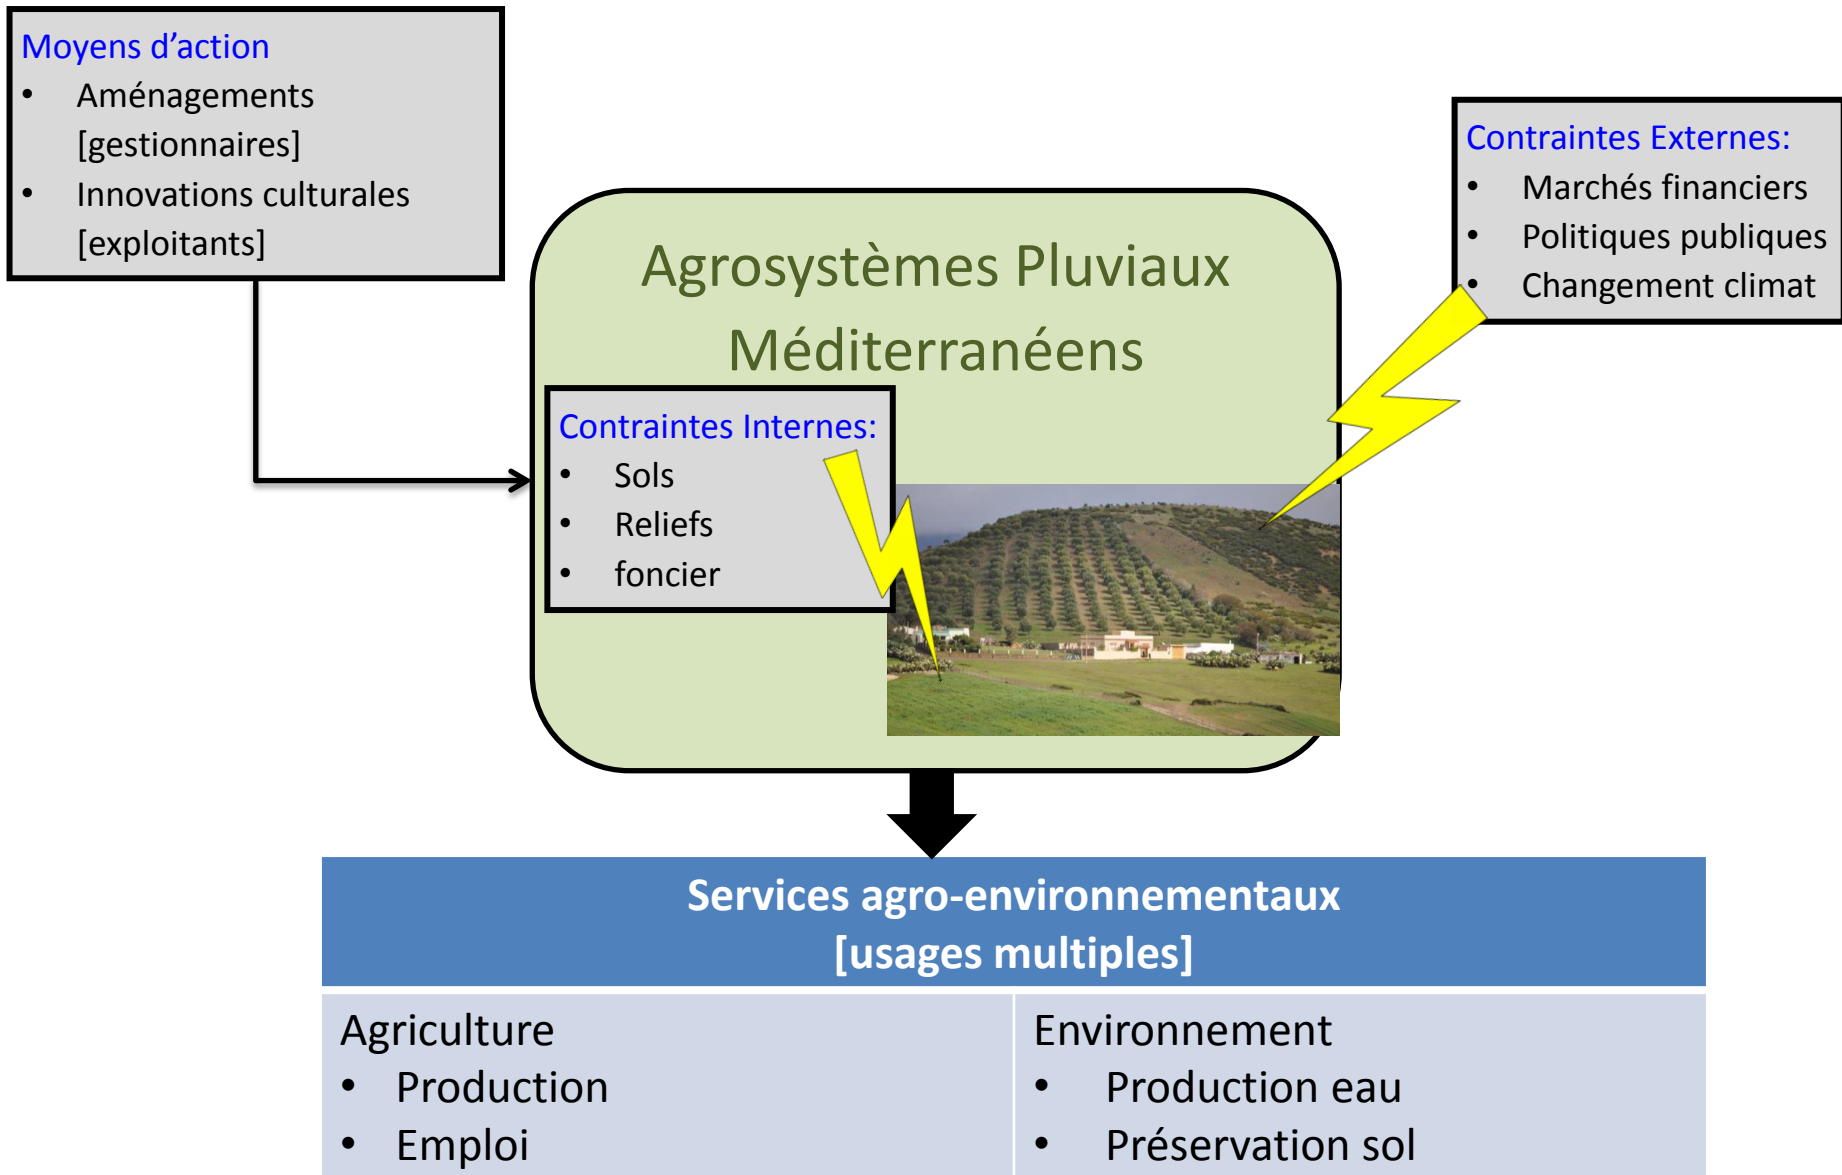 Moyens d’action
• Aménagements
[gestionnaires]
• Innovations culturales
[exploitants]
Contraintes Externes:
• Marchés financiers
• Politiques publiques
• Changement climat
Agrosystèmes Pluviaux
Méditerranéens
Contraintes Internes:
• Sols
• Reliefs
• foncier
Services agro-environnementaux
[usages multiples]
Agriculture
• Production
• Emploi
Environnement
• Production eau
• Préservation sol